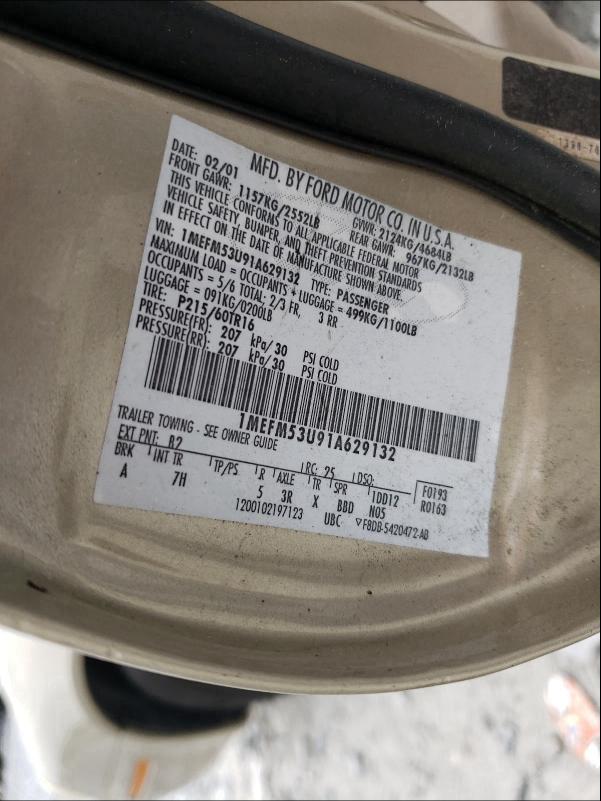 MFD. BY FORD MOTOR CO. IN U.S.A.
DATE: 02/01 GVWR: 2124KG/4684LB
FRONT GAWR: 1157KG/2552LB REAR GAWR: 967KG/2132LB
THIS VEHICLE CONFORMS TO ALL APPLICABLE FEDERAL MOTOR
VEHICLE SAFETY, BUMPER, AND THEFT PREVENTION STANDARDS
IN EFFECT ON THE DATE OF MANUFACTURE SHOWN ABOVE.
VIN: 1MEFM53U91A629132 TYPE: PASSENGER
MAXIMUM LOAD = OCCUPANTS + LUGGAGE = 499KG/1100LB
OCCUPANTS = 5/6 TOTAL: 2/3 FR, 3 RR
LUGGAGE = 091KG/0200LB
TIRE: P215/60TR16
PRESSURE(FR): 207 kPa/30 PSI COLD
PRESSURE(RR): 207 kPa/30 PSI COLD
1MEFM53U91A629132
TRAILER TOWING - SEE OWNER GUIDE
EXT PNT: R2 RC: 25 DSO: F0193
BRK INT TR TP/PS R AXLE TR SPR IDD12 R0163
A 7H 5 3R X BBD N05
1200102197123 UBC ▽F8DB-5420472-AB